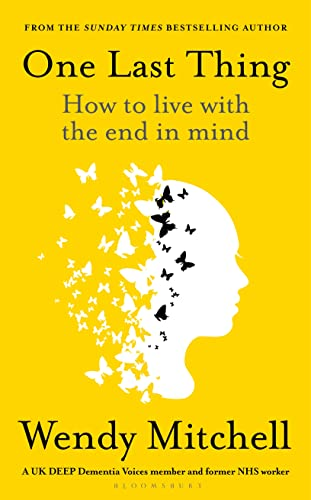 FROM THE SUNDAY TIMES BESTSELLING AUTHOR
One Last Thing
How to live with
the end in mind
Wendy Mitchell
A UK DEEP Dementia Voices member and former NHS worker
BLOOMSBURY